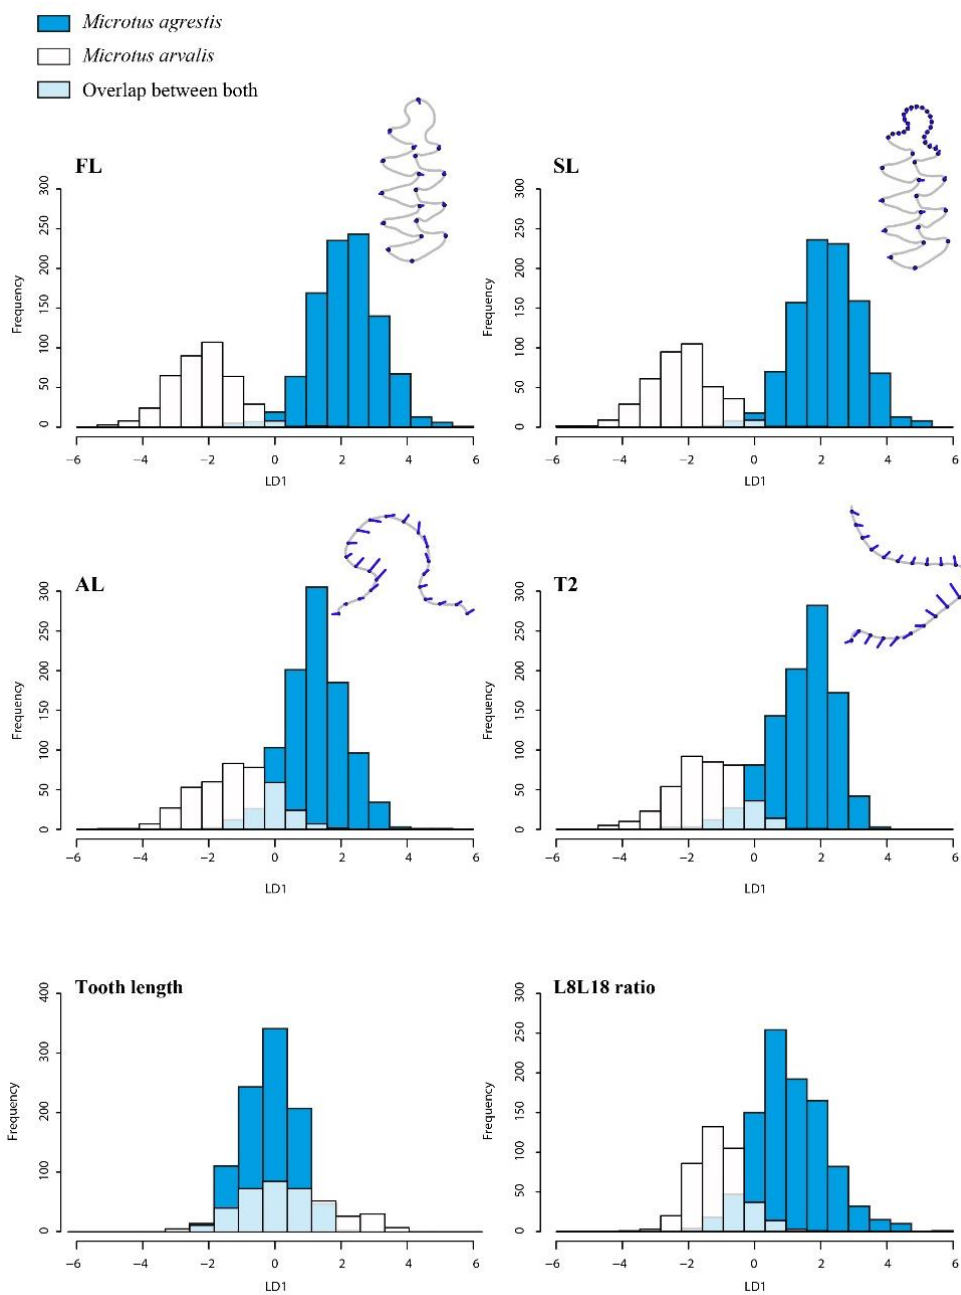 Microtus agrestis
Microtus arvalis
Overlap between both
FL
SL
300
250
200
150
100
50
0
Frequency
−6 −4 −2 0 2 4 6
LD1
300
250
200
150
100
50
0
Frequency
−6 −4 −2 0 2 4 6
LD1
AL
T2
300
250
200
150
100
50
0
Frequency
−6 −4 −2 0 2 4 6
LD1
300
250
200
150
100
50
0
Frequency
−6 −4 −2 0 2 4 6
LD1
Tooth length
L8L18 ratio
400
300
200
100
0
Frequency
−6 −4 −2 0 2 4 6
LD1
300
250
200
150
100
50
0
Frequency
−6 −4 −2 0 2 4 6
LD1